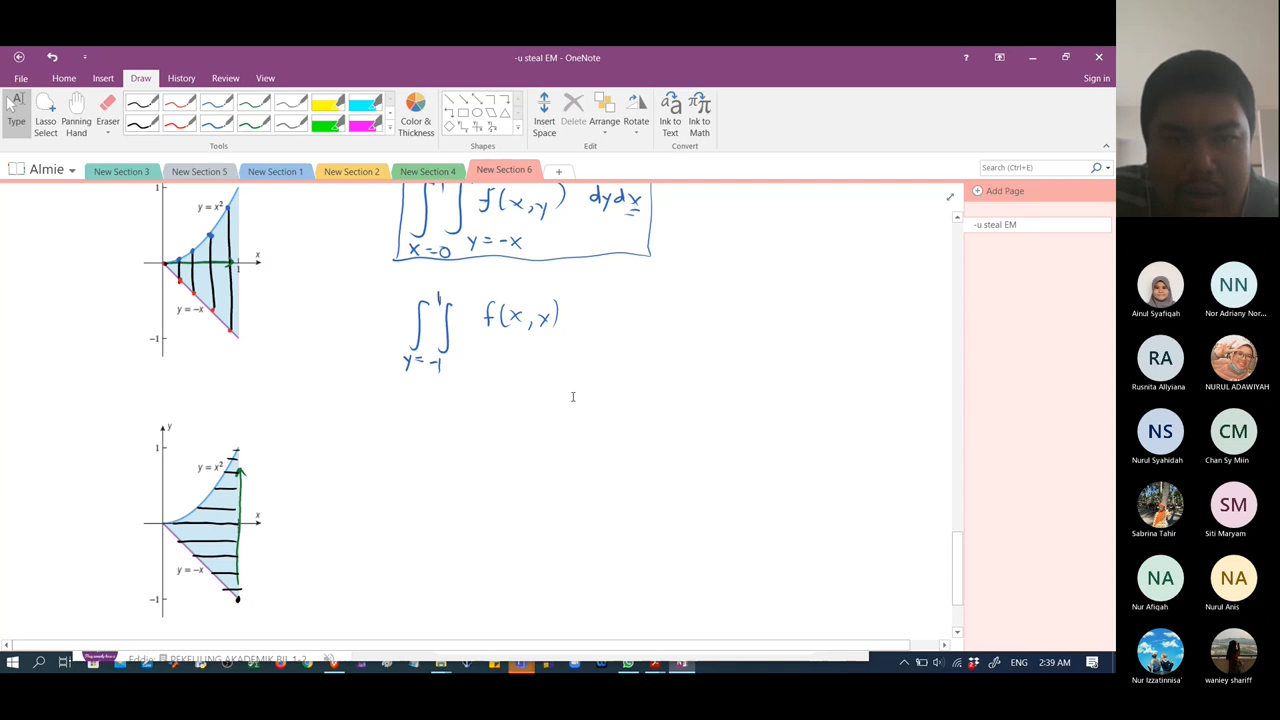 -u steal EM - OneNote
File Home Insert Draw History Review View
Sign in
Type
Lasso Select
Panning Hand
Eraser
Color & Thickness
Insert Space
Delete
Arrange
Rotate
Ink to Text
Ink to Math
Tools
Shapes
Edit
Convert
Almie
New Section 3
New Section 5
New Section 1
New Section 2
New Section 4
New Section 6
Search (Ctrl+E)
Add Page
-u steal EM
1
y = x²
x
1
y = −x
−1
∫ ∫ f(x,y) dydx
x=0 y=-x
∫ ∫ f(x,x)
1
y=-1
y
1
y = x²
x
y = −x
−1
Ainul Syafiqah
NN
Nor Adriany Nor...
RA
Rusnita Allyiana
NURUL ADAWIYAH
NS
Nurul Syahidah
CM
Chan Sy Miin
Sabrina Tahir
SM
Siti Maryam
NA
Nur Afiqah
NA
Nurul Anis
Nur Izzatinnisa'
waniey shariff
ENG
2:39 AM